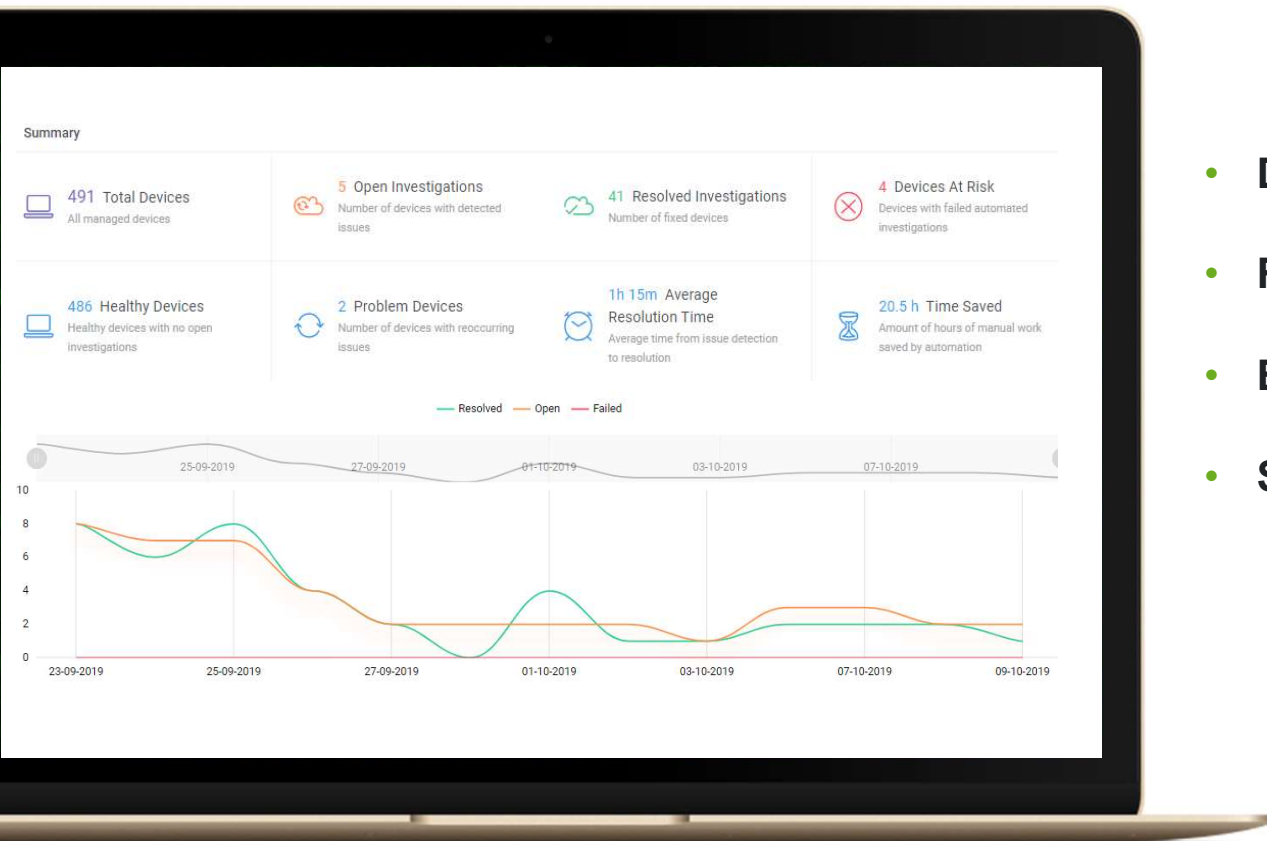 Summary
491 Total Devices
All managed devices
5 Open Investigations
Number of devices with detected
issues
41 Resolved Investigations
Number of fixed devices
4 Devices At Risk
Devices with failed automated
investigations
486 Healthy Devices
Healthy devices with no open
investigations
2 Problem Devices
Number of devices with reoccurring
issues
1h 15m Average
Resolution Time
Average time from issue detection
to resolution
20.5 h Time Saved
Amount of hours of manual work
saved by automation
Resolved Open Failed
25-09-2019 27-09-2019 01-10-2019 03-10-2019 07-10-2019
10
8
6
4
2
0
23-09-2019 25-09-2019 27-09-2019 01-10-2019 03-10-2019 07-10-2019 09-10-2019